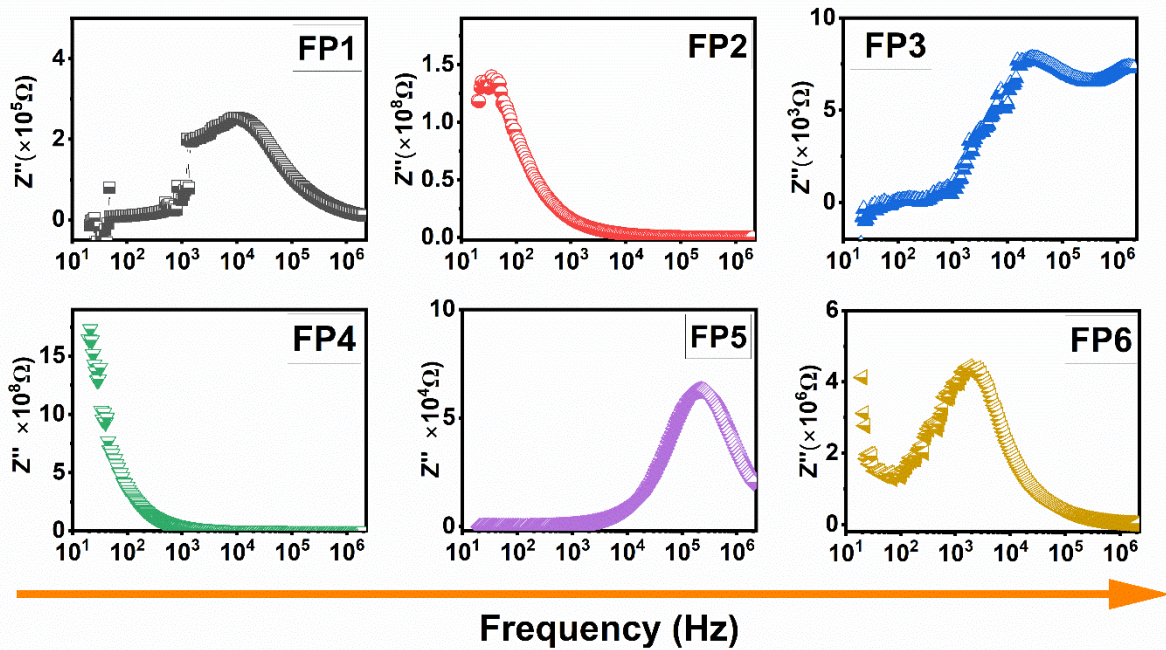 FP1
Z''(×10⁵Ω)
4
2
0
10¹ 10² 10³ 10⁴ 10⁵ 10⁶
FP2
Z''(×10⁸Ω)
1.5
1.0
0.5
0.0
10¹ 10² 10³ 10⁴ 10⁵ 10⁶
FP3
Z''(×10³Ω)
10
5
0
10¹ 10² 10³ 10⁴ 10⁵ 10⁶
FP4
Z'' ×10⁸Ω)
15
10
5
0
10¹ 10² 10³ 10⁴ 10⁵ 10⁶
FP5
Z'' ×10⁴Ω)
10
5
0
10¹ 10² 10³ 10⁴ 10⁵ 10⁶
FP6
Z''(×10⁶Ω)
6
4
2
0
10¹ 10² 10³ 10⁴ 10⁵ 10⁶
Frequency (Hz)